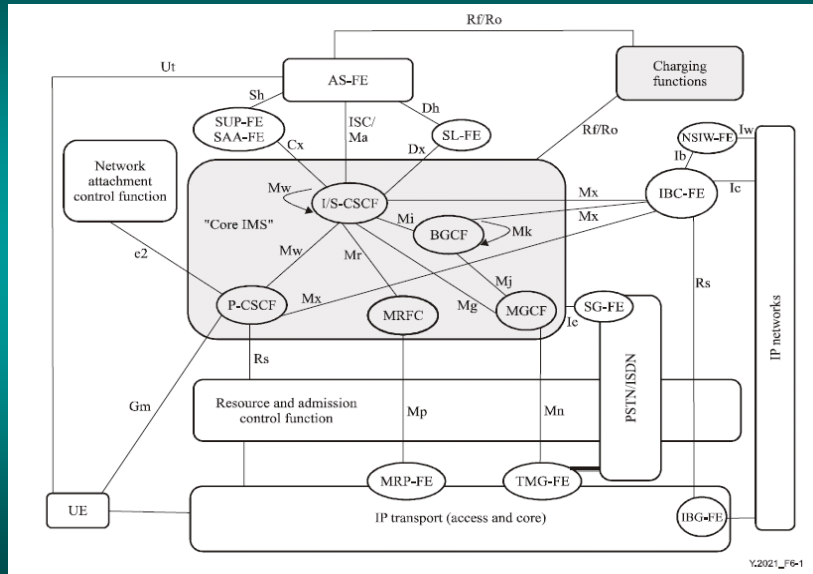 Rf/Ro
Ut
AS-FE
Charging
functions
Sh
Dh
SUP-FE
SAA-FE
ISC/
Ma
SL-FE
Rf/Ro
NSIW-FE
Iw
Cx
Dx
Ib
Network
attachment
control function
Mw
I/S-CSCF
Mx
IBC-FE
Ic
Mi
Mx
"Core IMS"
BGCF
Mk
e2
Mw
Mr
Mj
Rs
P-CSCF
Mx
MRFC
Mg
MGCF
Ie
SG-FE
IP networks
Rs
PSTN/ISDN
Gm
Resource and admission
control function
Mp
Mn
MRP-FE
TMG-FE
UE
IP transport (access and core)
IBG-FE
Y.2021_F6-1